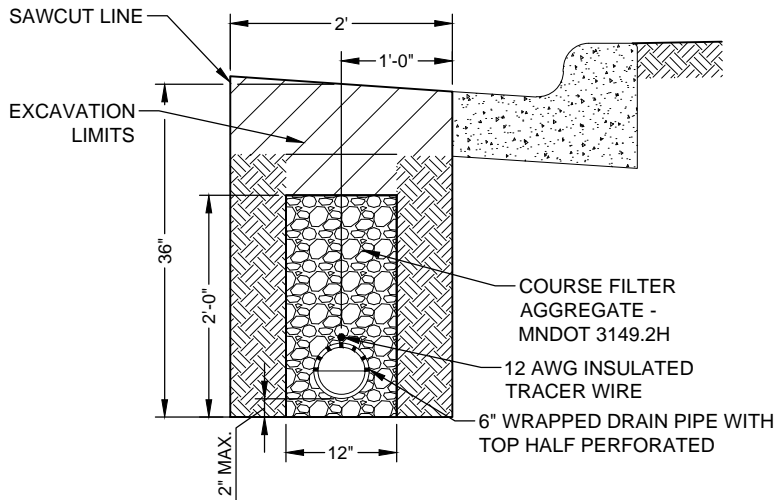 SAWCUT LINE
2'
1'-0"
EXCAVATION
LIMITS
36"
2'-0"
COURSE FILTER
AGGREGATE -
MNDOT 3149.2H
12 AWG INSULATED
TRACER WIRE
6" WRAPPED DRAIN PIPE WITH
TOP HALF PERFORATED
2" MAX.
12"